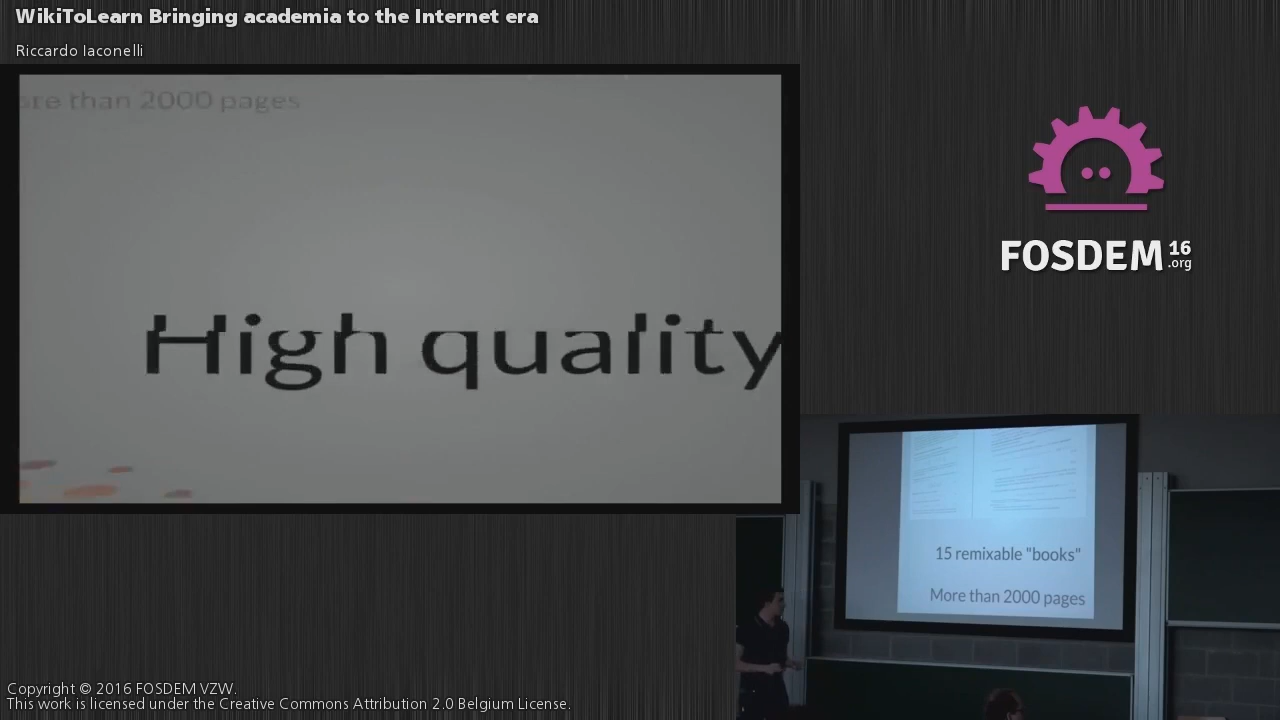 WikiToLearn Bringing academia to the Internet era
Riccardo Iaconelli
ore than 2000 pages
High quality
FOSDEM 16
.org
15 remixable "books"
More than 2000 pages
Copyright © 2016 FOSDEM VZW.
This work is licensed under the Creative Commons Attribution 2.0 Belgium License.